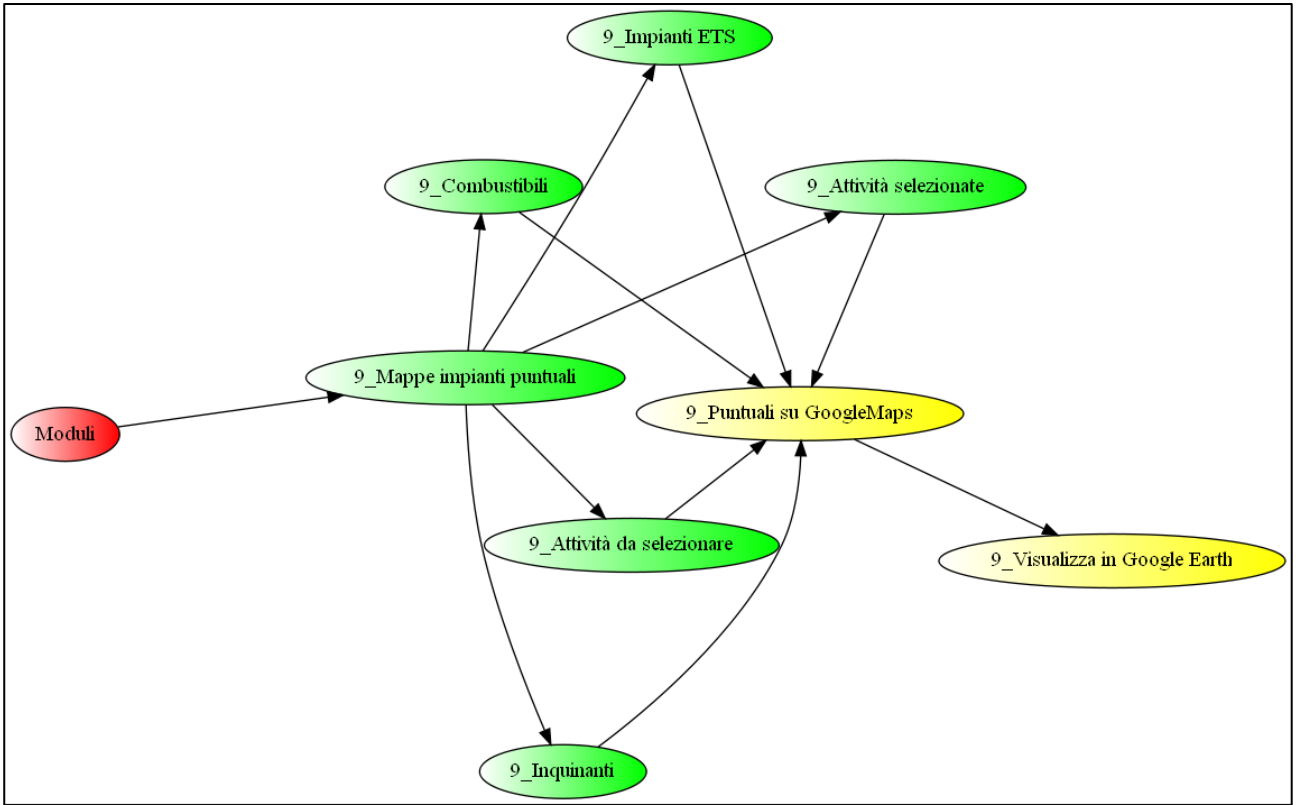 9_Impianti ETS
9_Combustibili
9_Attività selezionate
9_Mappe impianti puntuali
9_Puntuali su GoogleMaps
Moduli
9_Attività da selezionare
9_Visualizza in Google Earth
9_Inquinanti